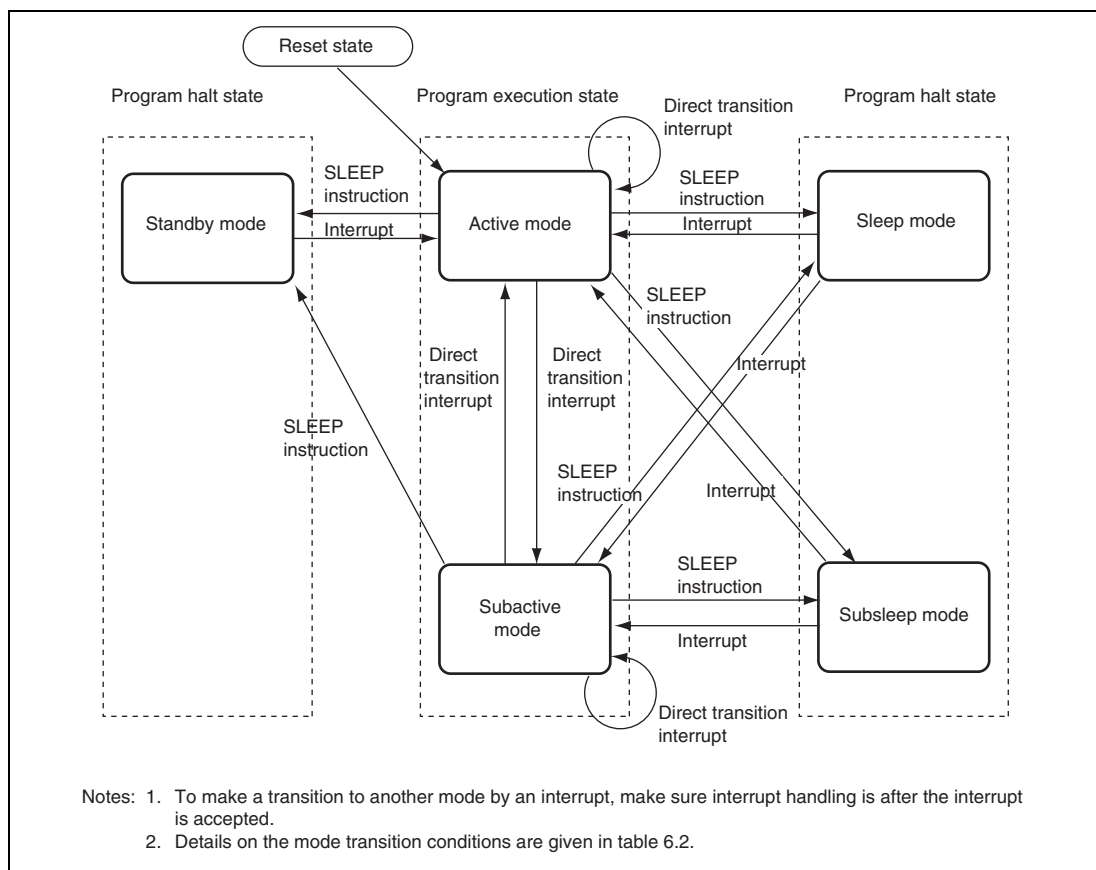 Reset state
Program halt state
Program execution state
Program halt state
Direct transition
interrupt
Standby mode
SLEEP
instruction
Interrupt
Active mode
SLEEP
instruction
Interrupt
Sleep mode
SLEEP
instruction
Interrupt
Direct
transition
interrupt
Direct
transition
interrupt
SLEEP
instruction
SLEEP
instruction
Interrupt
Subactive
mode
SLEEP
instruction
Interrupt
Subsleep mode
Direct transition
interrupt
Notes: 1. To make a transition to another mode by an interrupt, make sure interrupt handling is after the interrupt
is accepted.
2. Details on the mode transition conditions are given in table 6.2.